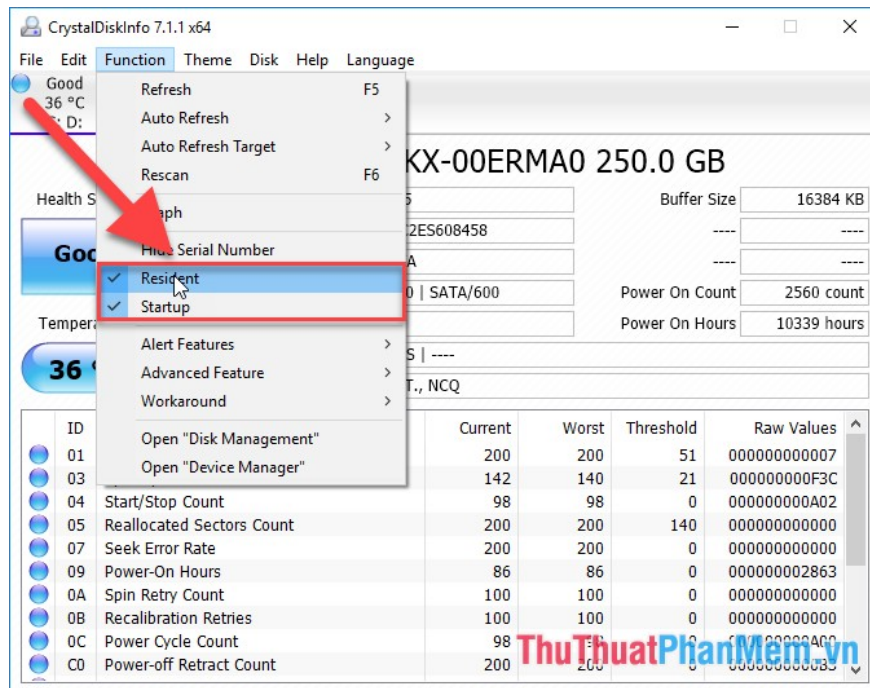 CrystalDiskInfo 7.1.1 x64
File Edit Function Theme Disk Help Language
Good
36 °C
D:
Refresh F5
Auto Refresh
Auto Refresh Target
Rescan F6
Hide Serial Number
Resident
Startup
Alert Features
Advanced Feature
Workaround
Open "Disk Management"
Open "Device Manager"
KX-00ERMA0 250.0 GB
Health S
Buffer Size 16384 KB
2ES608458 ---- ----
Goo
A ---- ----
0 | SATA/600 Power On Count 2560 count
Tempera Power On Hours 10339 hours
S | ----
36 °
T., NCQ
ID Current Worst Threshold Raw Values
01 200 200 51 000000000007
03 142 140 21 000000000F3C
04 Start/Stop Count 98 98 0 000000000A02
05 Reallocated Sectors Count 200 200 140 000000000000
07 Seek Error Rate 200 200 0 000000000000
09 Power-On Hours 86 86 0 000000002863
0A Spin Retry Count 100 100 0 000000000000
0B Recalibration Retries 100 100 0 000000000000
0C Power Cycle Count 98
C0 Power-off Retract Count 200
ThuThuatPhanMem.vn